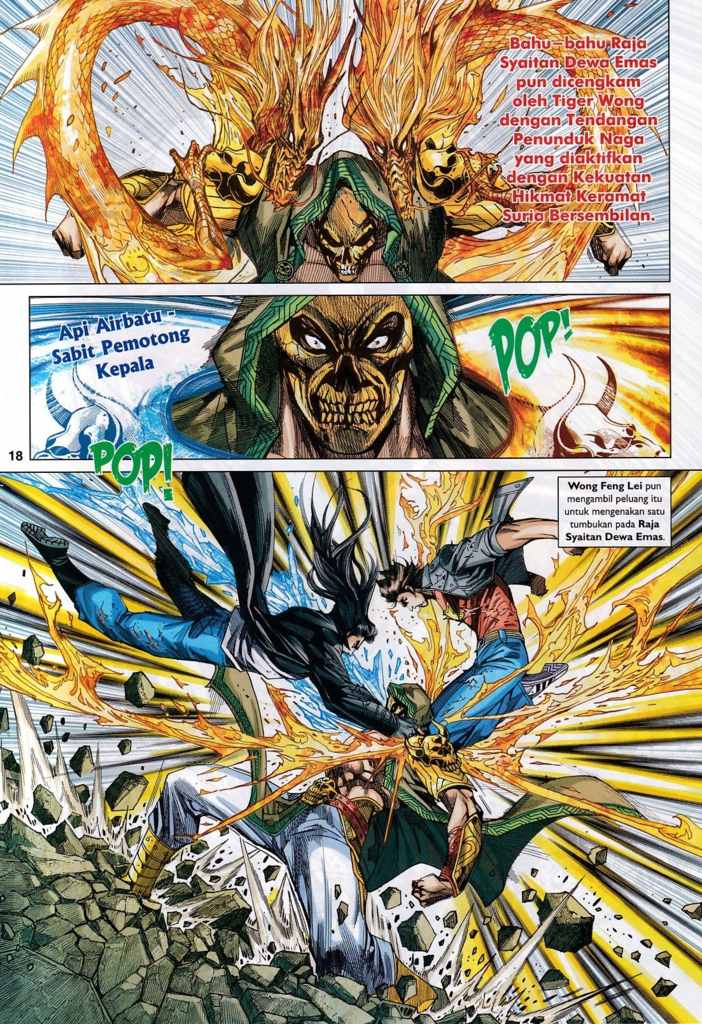 Bahu-bahu Raja
Syaitan Dewa Emas
pun dicengkam
oleh Tiger Wong
dengan Tendangan
Penunduk Naga
yang diaktifkan
dengan Kekuatan
Hikmat Keramat
Suria Bersembilan.
Api Airbatu -
Sabit Pemotong
Kepala
POP!
18
POP!
Wong Feng Lei pun
mengambil peluang itu
untuk mengenakan satu
tumbukan pada Raja
Syaitan Dewa Emas.